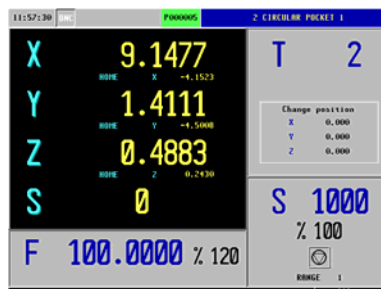 11:57:30 DNC P000005 2 CIRCULAR POCKET 1
X 9.1477
HOME X -4.1523
Y 1.4111
HOME Y -4.5008
Z 0.4883
HOME Z 0.2430
S 0
F 100.0000 % 120
T 2
Change position
X 0.000
Y 0.000
Z 0.000
S 1000
% 100
RANGE 1